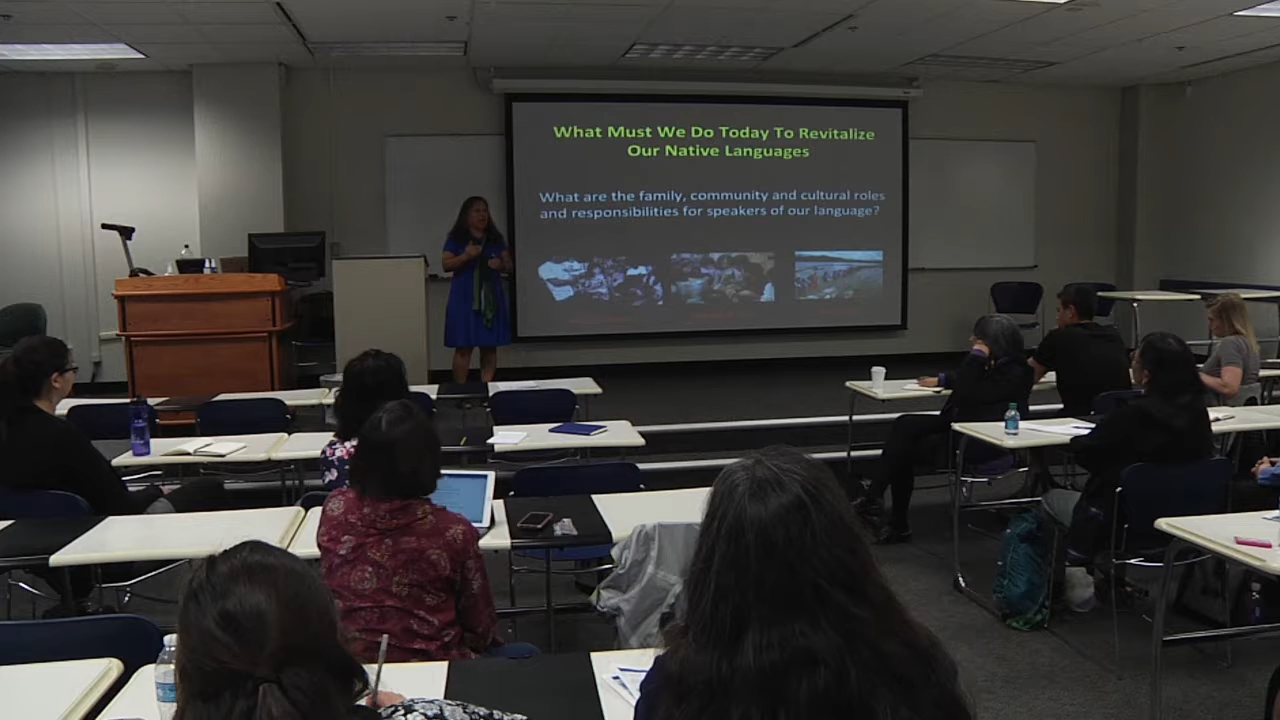 What Must We Do Today To Revitalize
Our Native Languages
What are the family, community and cultural roles
and responsibilities for speakers of our language?